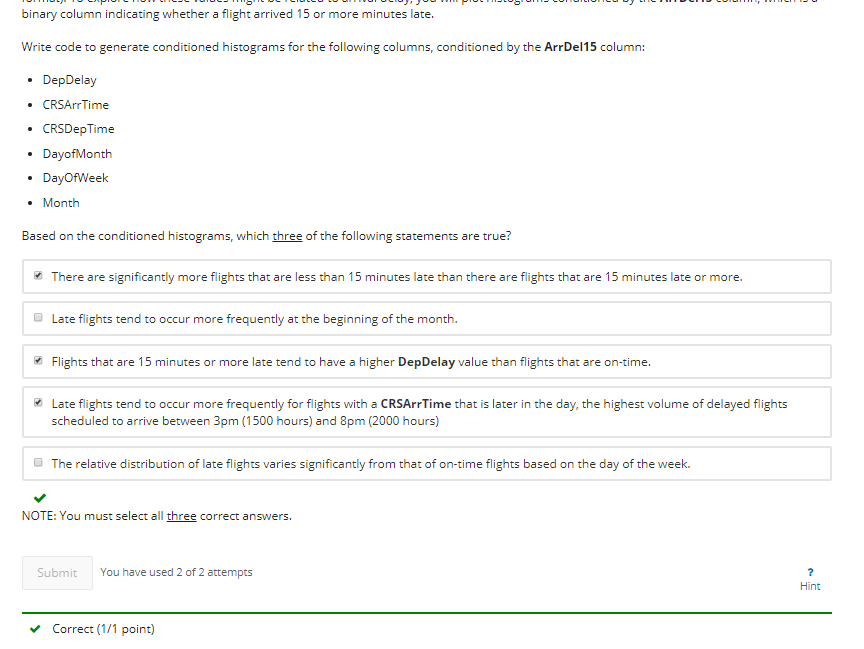 binary column indicating whether a flight arrived 15 or more minutes late.
Write code to generate conditioned histograms for the following columns, conditioned by the ArrDel15 column:
• DepDelay
• CRSArrTime
• CRSDepTime
• DayofMonth
• DayOfWeek
• Month
Based on the conditioned histograms, which three of the following statements are true?
There are significantly more flights that are less than 15 minutes late than there are flights that are 15 minutes late or more.
Late flights tend to occur more frequently at the beginning of the month.
Flights that are 15 minutes or more late tend to have a higher DepDelay value than flights that are on-time.
Late flights tend to occur more frequently for flights with a CRSArrTime that is later in the day, the highest volume of delayed flights
scheduled to arrive between 3pm (1500 hours) and 8pm (2000 hours)
The relative distribution of late flights varies significantly from that of on-time flights based on the day of the week.
NOTE: You must select all three correct answers.
Submit You have used 2 of 2 attempts
?
Hint
Correct (1/1 point)